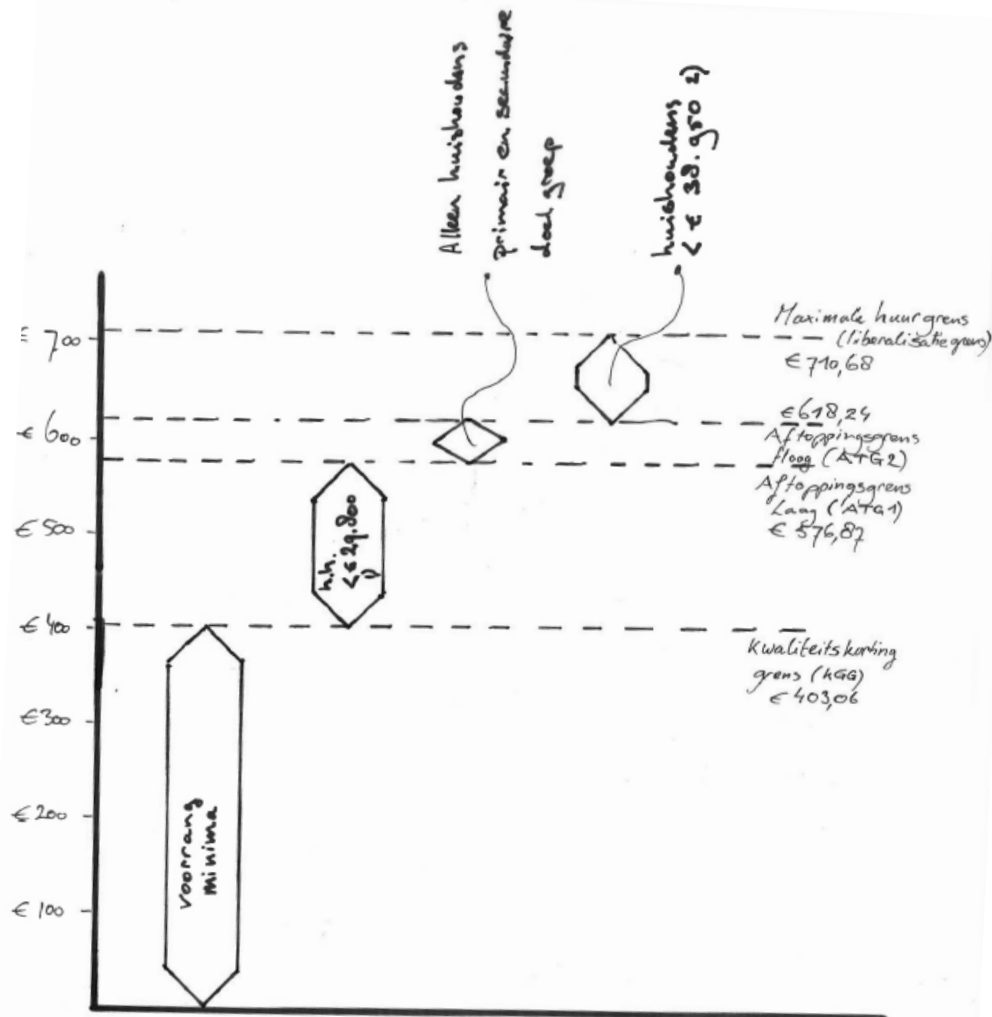 Alleen huishoudens
primair en secundaire
doelgroep
huishoudens
< € 38.950 2)
€ 700
€ 600
€ 500
€ 400
€ 300
€ 200
€ 100
Maximale huurgrens
(liberalisatiegrens)
€ 710,68
€ 618,24
Aftoppingsgrens
Hoog (ATG2)
Aftoppingsgrens
Laag (ATG1)
€ 576,87
Kwaliteitskorting
grens (KGG)
€ 403,06
h.h.
< € 29.800
voorrang
minima